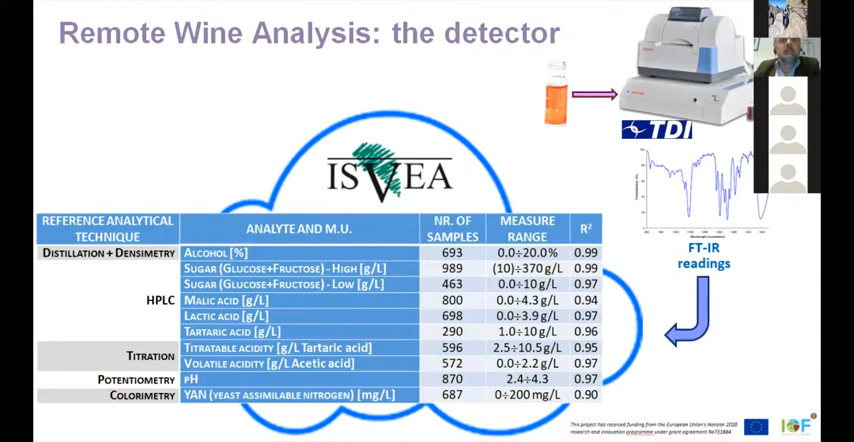 Remote Wine Analysis: the detector
TDI
ISVEA
FT-IR
readings
REFERENCE ANALYTICAL TECHNIQUE ANALYTE AND M.U. NR. OF SAMPLES MEASURE RANGE R²
DISTILLATION + DENSIMETRY ALCOHOL [%] 693 0.0÷20.0% 0.99
HPLC SUGAR (GLUCOSE+FRUCTOSE) - HIGH [g/L] 989 (10)÷370 g/L 0.99
SUGAR (GLUCOSE+FRUCTOSE) - LOW [g/L] 463 0.0÷10 g/L 0.97
MALIC ACID [g/L] 800 0.0÷4.3 g/L 0.94
LACTIC ACID [g/L] 698 0.0÷3.9 g/L 0.97
TARTARIC ACID [g/L] 290 1.0÷10 g/L 0.96
TITRATION TITRATABLE ACIDITY [g/L Tartaric acid] 596 2.5÷10.5 g/L 0.95
VOLATILE ACIDITY [g/L Acetic acid] 572 0.0÷2.2 g/L 0.97
POTENTIOMETRY pH 870 2.4÷4.3 0.97
COLORIMETRY YAN (YEAST ASSIMILABLE NITROGEN) [mg/L] 687 0÷200 mg/L 0.90
This project has received funding from the European Union's Horizon 2020
research and innovation programme under grant agreement No731884
IOF